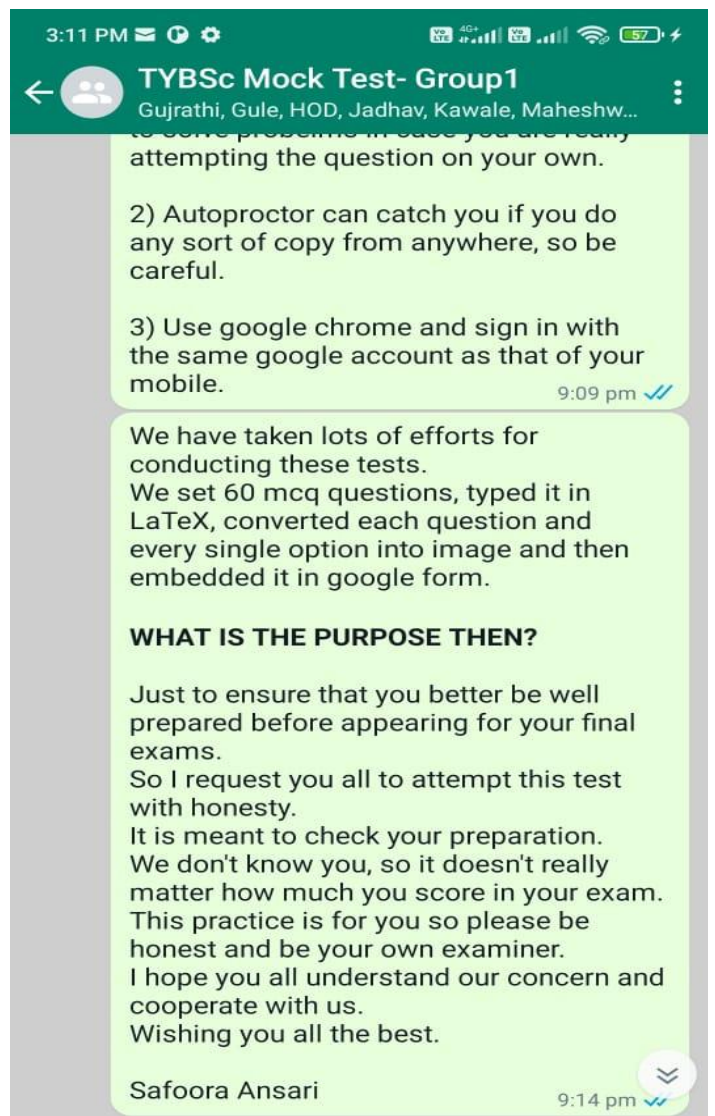 3:11 PM
Vo LTE 4G+ Vo LTE 57
TYBSc Mock Test- Group1
Gujrathi, Gule, HOD, Jadhav, Kawale, Maheshw...
attempting the question on your own.
2) Autoproctor can catch you if you do
any sort of copy from anywhere, so be
careful.
3) Use google chrome and sign in with
the same google account as that of your
mobile.
9:09 pm
We have taken lots of efforts for
conducting these tests.
We set 60 mcq questions, typed it in
LaTeX, converted each question and
every single option into image and then
embedded it in google form.
WHAT IS THE PURPOSE THEN?
Just to ensure that you better be well
prepared before appearing for your final
exams.
So I request you all to attempt this test
with honesty.
It is meant to check your preparation.
We don't know you, so it doesn't really
matter how much you score in your exam.
This practice is for you so please be
honest and be your own examiner.
I hope you all understand our concern and
cooperate with us.
Wishing you all the best.
Safoora Ansari
9:14 pm